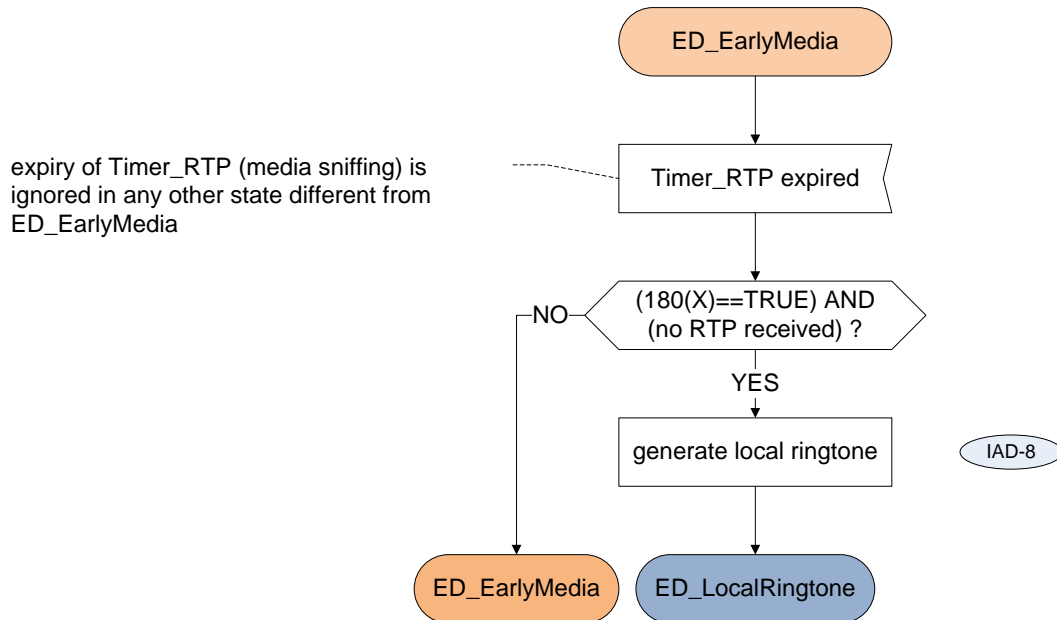 ED_EarlyMedia
expiry of Timer_RTP (media sniffing) is
ignored in any other state different from
ED_EarlyMedia
Timer_RTP expired
(180(X)==TRUE) AND
(no RTP received) ?
NO
YES
generate local ringtone
IAD-8
ED_EarlyMedia
ED_LocalRingtone